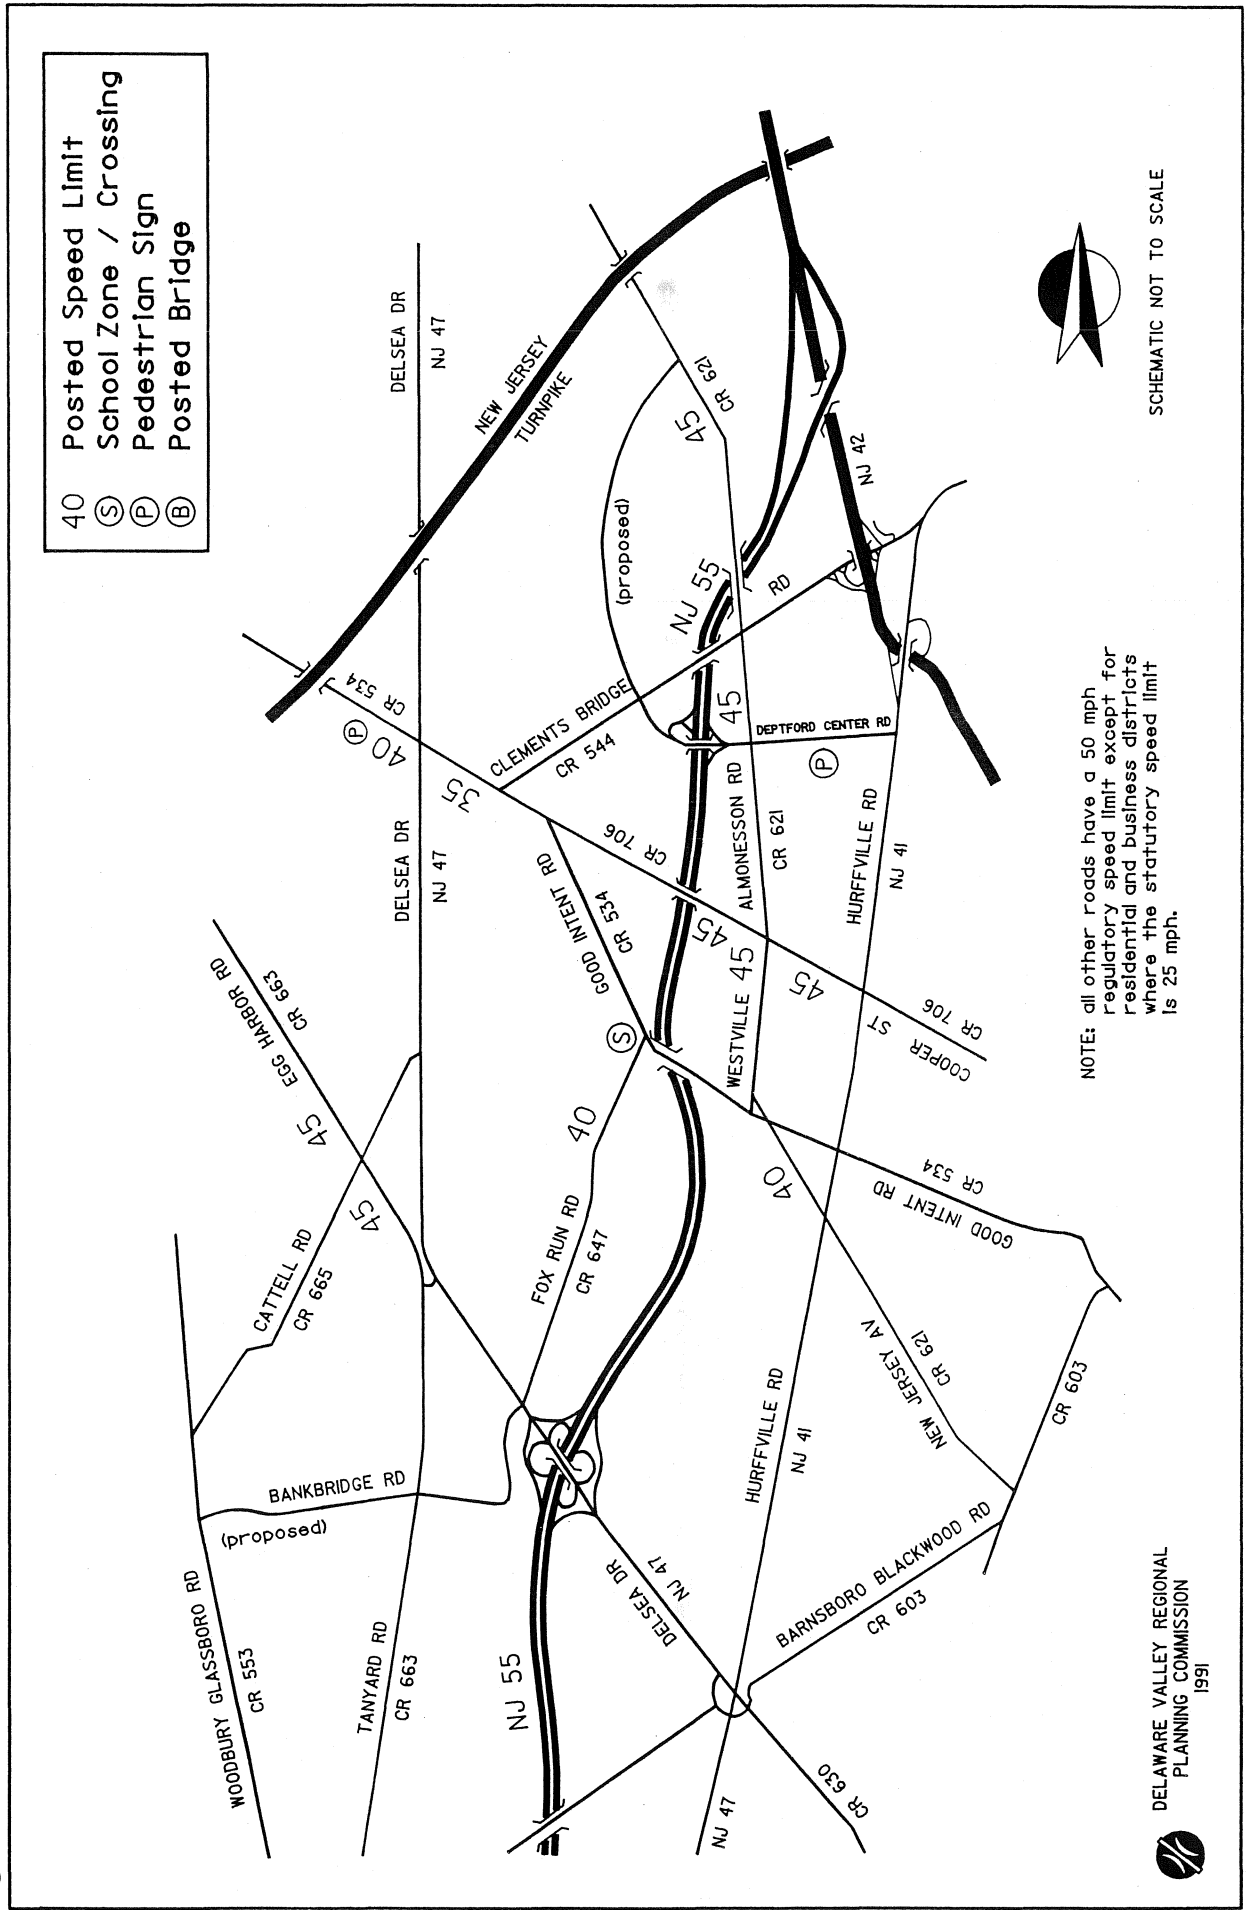 40 Posted Speed Limit
S School Zone / Crossing
P Pedestrian Sign
B Posted Bridge
DELSEA DR
NJ 47
NEW JERSEY
TURNPIKE
CR 621
45
(proposed)
NJ 42
NJ 55
RD
CR 534
P
40
35
CLEMENTS BRIDGE
CR 544
45
DEPTFORD CENTER RD
P
DELSEA DR
NJ 47
CR 706
ALMONESSON RD
CR 621
HURFFVILLE RD
NJ 41
GOOD INTENT RD
CR 534
45
WESTVILLE 45
45
COOPER ST
CR 706
S
EGG HARBOR RD
CR 663
45
45
40
FOX RUN RD
CR 647
40
CR 534
GOOD INTENT RD
CATTELL RD
CR 665
NEW JERSEY AV
CR 621
CR 603
HURFFVILLE RD
NJ 41
BANKBRIDGE RD
(proposed)
DELSEA DR
NJ 47
BARNSBORO BLACKWOOD RD
CR 603
WOODBURY GLASSBORO RD
CR 553
TANYARD RD
CR 663
NJ 55
NJ 47
CR 630
SCHEMATIC NOT TO SCALE
NOTE: all other roads have a 50 mph
regulatory speed limit except for
residential and business districts
where the statutory speed limit
is 25 mph.
DELAWARE VALLEY REGIONAL
PLANNING COMMISSION
1991